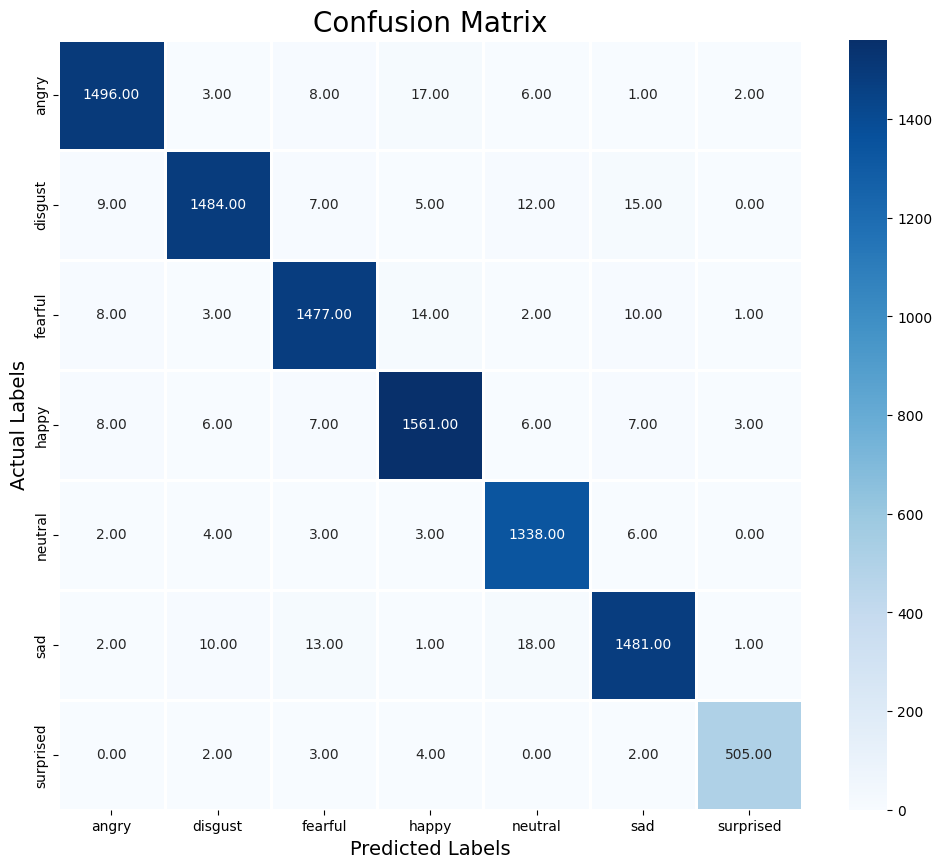 Confusion Matrix
angry 1496.00 3.00 8.00 17.00 6.00 1.00 2.00
disgust 9.00 1484.00 7.00 5.00 12.00 15.00 0.00
fearful 8.00 3.00 1477.00 14.00 2.00 10.00 1.00
happy 8.00 6.00 7.00 1561.00 6.00 7.00 3.00
neutral 2.00 4.00 3.00 3.00 1338.00 6.00 0.00
sad 2.00 10.00 13.00 1.00 18.00 1481.00 1.00
surprised 0.00 2.00 3.00 4.00 0.00 2.00 505.00
angry disgust fearful happy neutral sad surprised
Predicted Labels
Actual Labels
1400
1200
1000
800
600
400
200
0